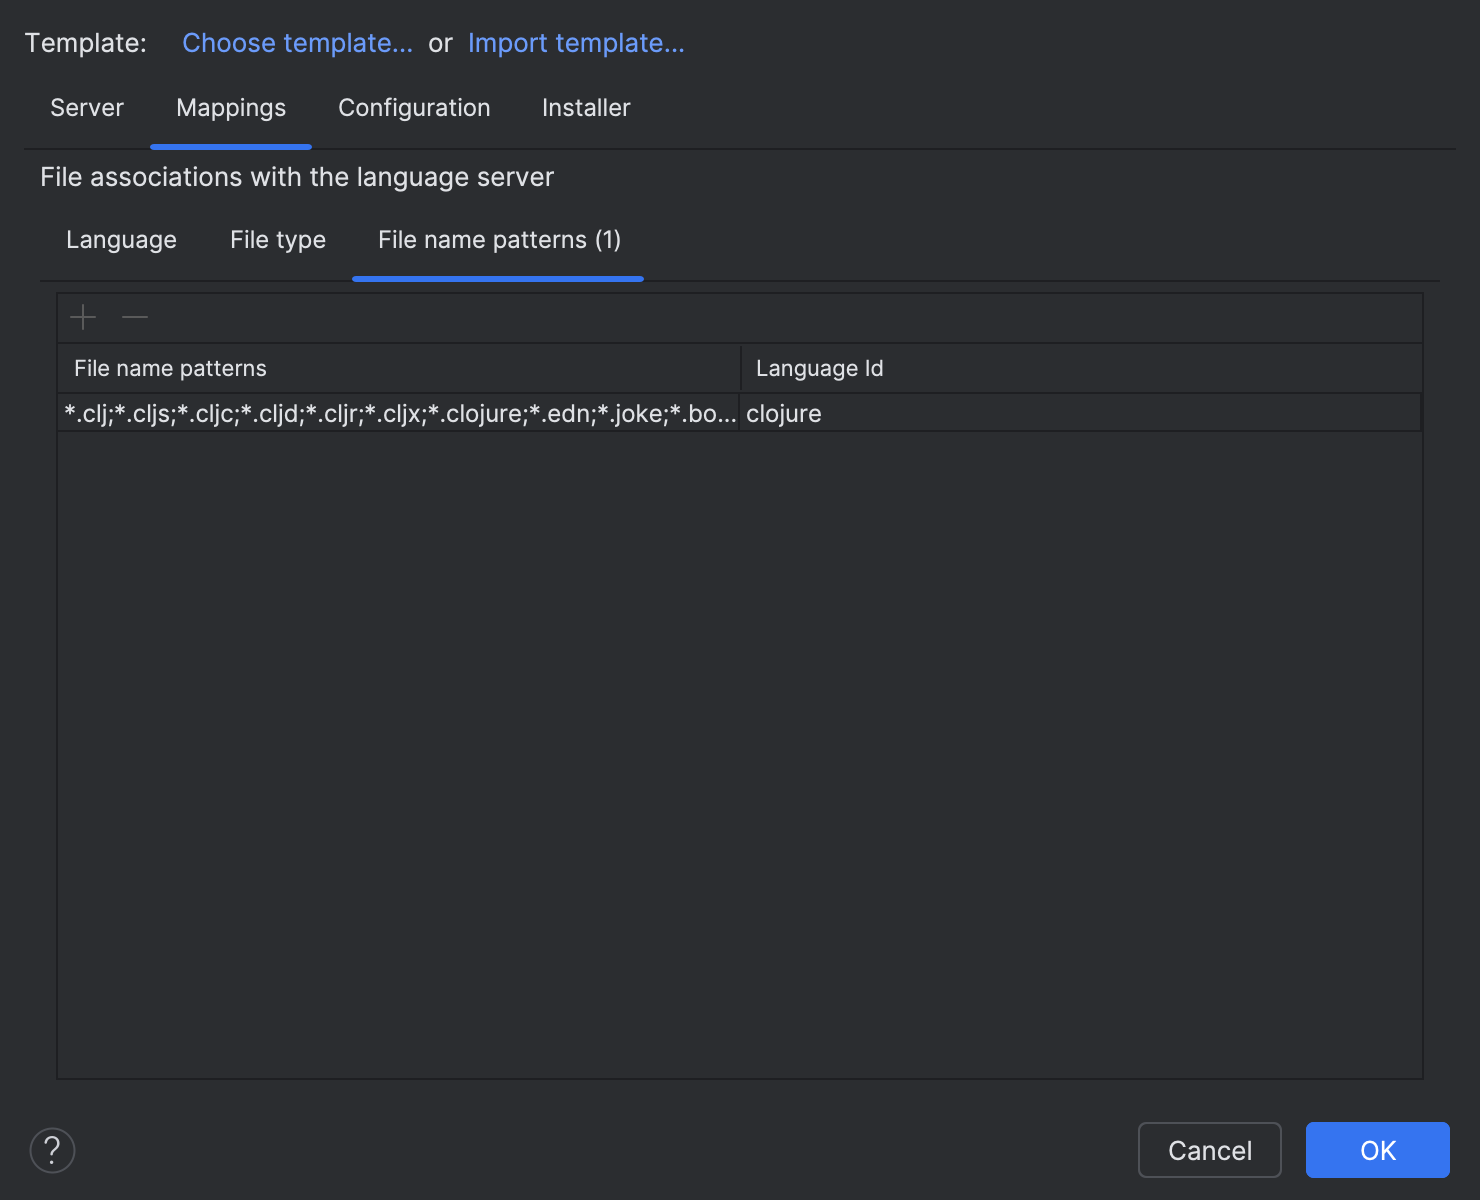 Template: Choose template... or Import template...
Server Mappings Configuration Installer
File associations with the language server
Language File type File name patterns (1)
File name patterns Language Id
*.clj;*.cljs;*.cljc;*.cljd;*.cljr;*.cljx;*.clojure;*.edn;*.joke;*.bo... clojure
? Cancel OK